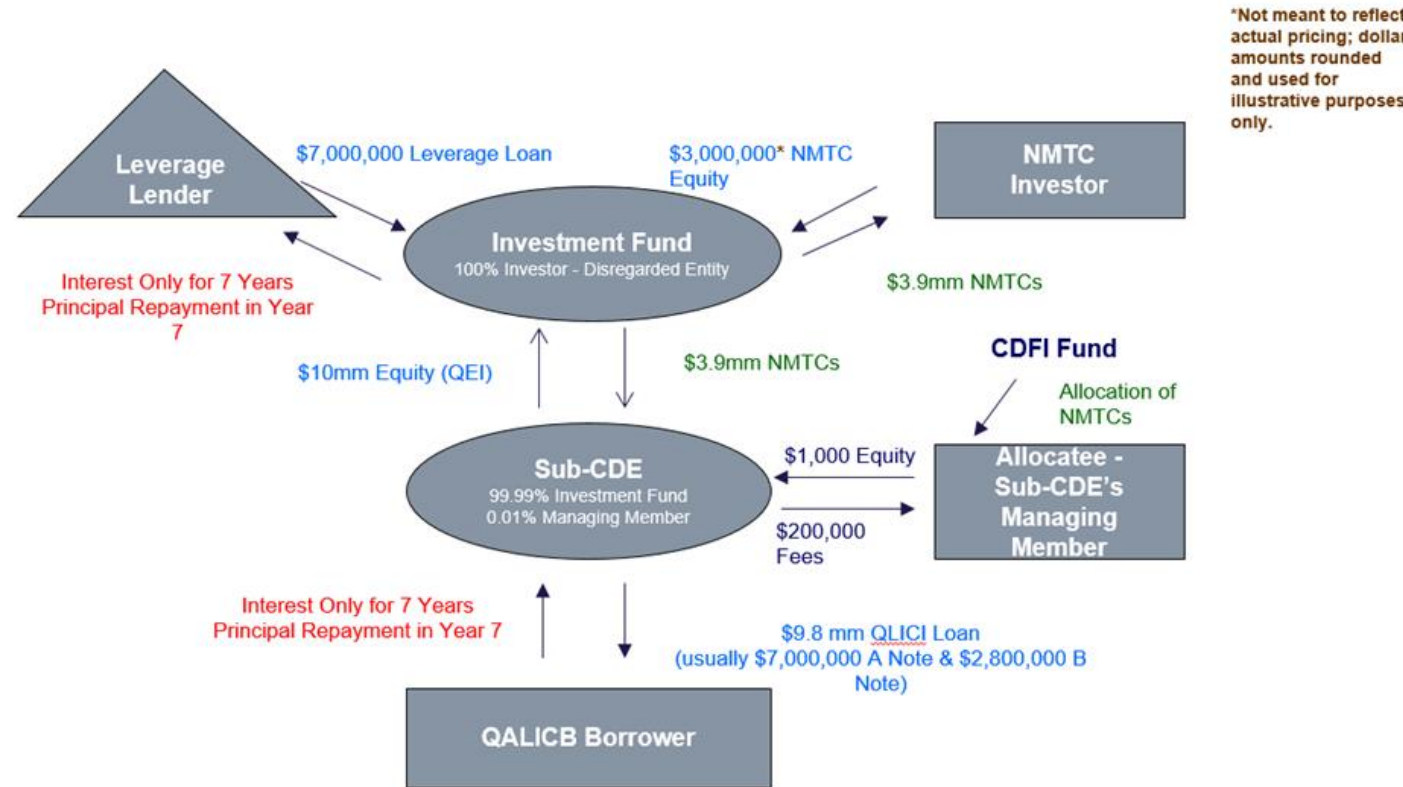 *Not meant to reflect
actual pricing; dollar
amounts rounded
and used for
illustrative purposes
only.
Leverage
Lender
$7,000,000 Leverage Loan
$3,000,000* NMTC
Equity
NMTC
Investor
Investment Fund
100% Investor - Disregarded Entity
Interest Only for 7 Years
Principal Repayment in Year
7
$3.9mm NMTCs
$10mm Equity (QEI)
$3.9mm NMTCs
CDFI Fund
Allocation of
NMTCs
Sub-CDE
99.99% Investment Fund
0.01% Managing Member
$1,000 Equity
$200,000
Fees
Allocatee -
Sub-CDE's
Managing
Member
Interest Only for 7 Years
Principal Repayment in Year 7
$9.8 mm QLICI Loan
(usually $7,000,000 A Note & $2,800,000 B
Note)
QALICB Borrower